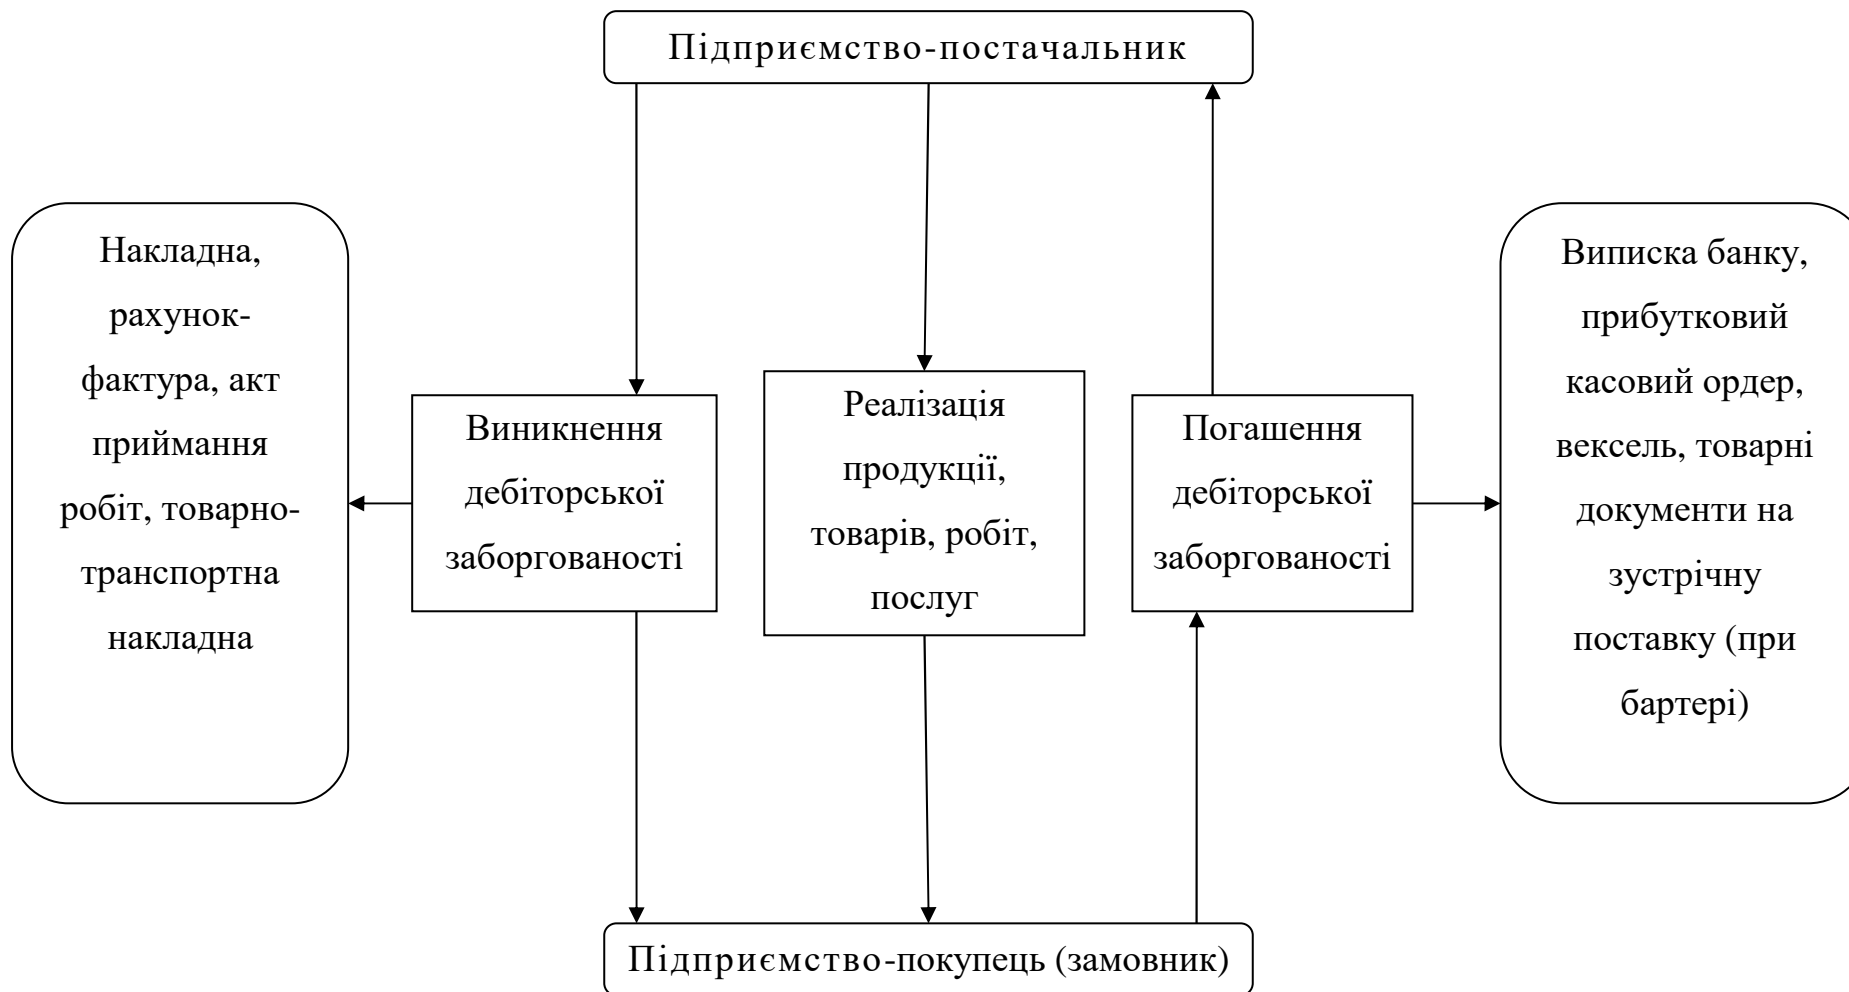 Підприємство-постачальник
Накладна,
рахунок-
фактура, акт
приймання
робіт, товарно-
транспортна
накладна
Виникнення
дебіторської
заборгованості
Реалізація
продукції,
товарів, робіт,
послуг
Погашення
дебіторської
заборгованості
Виписка банку,
прибутковий
касовий ордер,
вексель, товарні
документи на
зустрічну
поставку (при
бартері)
Підприємство-покупець (замовник)